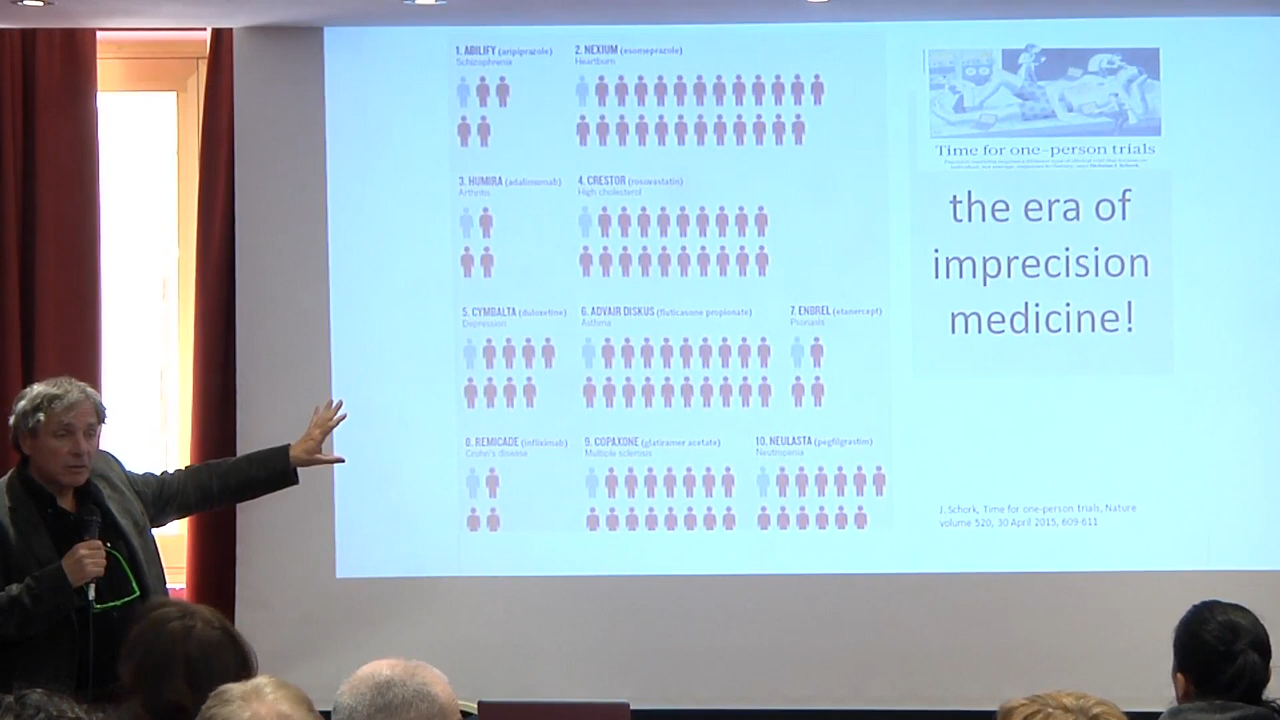 1. ABILIFY (aripiprazole)
Schizophrenia
2. NEXIUM (esomeprazole)
Heartburn
3. HUMIRA (adalimumab)
Arthritis
4. CRESTOR (rosuvastatin)
High cholesterol
5. CYMBALTA (duloxetine)
Depression
6. ADVAIR DISKUS (fluticasone propionate)
Asthma
7. ENBREL (etanercept)
Psoriasis
8. REMICADE (infliximab)
Crohn's disease
9. COPAXONE (glatiramer acetate)
Multiple sclerosis
10. NEULASTA (pegfilgrastim)
Neutropenia
Time for one-person trials
the era of
imprecision
medicine!
J. Schork, Time for one-person trials, Nature
volume 520, 30 April 2015, 609-611